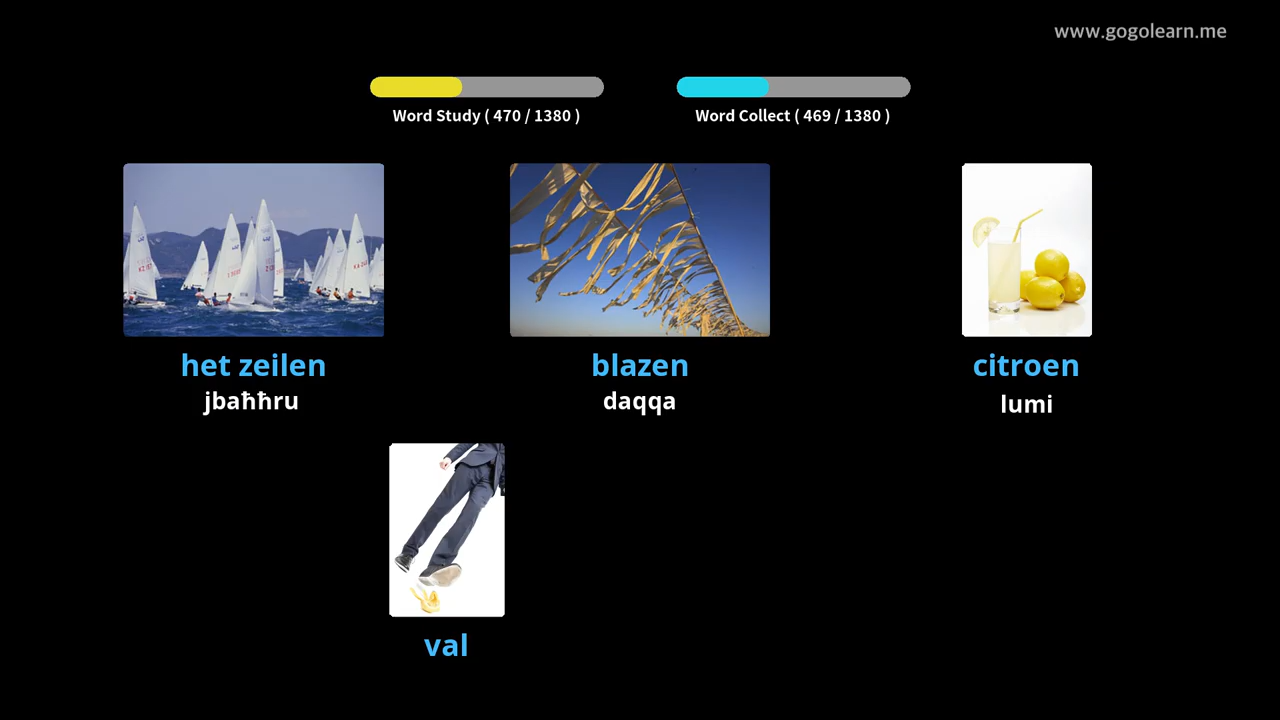 www.gogolearn.me
Word Study ( 470 / 1380 )
Word Collect ( 469 / 1380 )
het zeilen
jbaħħru
blazen
daqqa
citroen
lumi
val